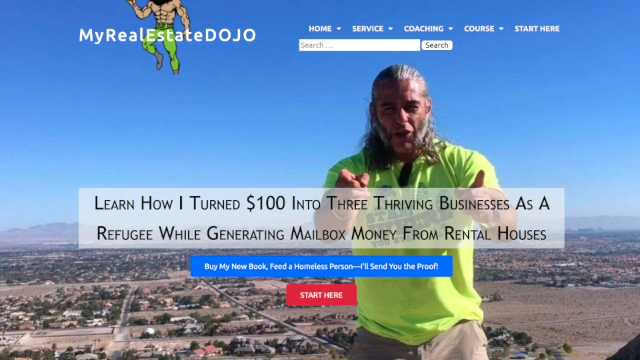 MyRealEstateDOJO
HOME SERVICE COACHING COURSE START HERE
Search … Search
Learn How I Turned $100 Into Three Thriving Businesses As A
Refugee While Generating Mailbox Money From Rental Houses
Buy My New Book, Feed a Homeless Person—I'll Send You the Proof!
START HERE